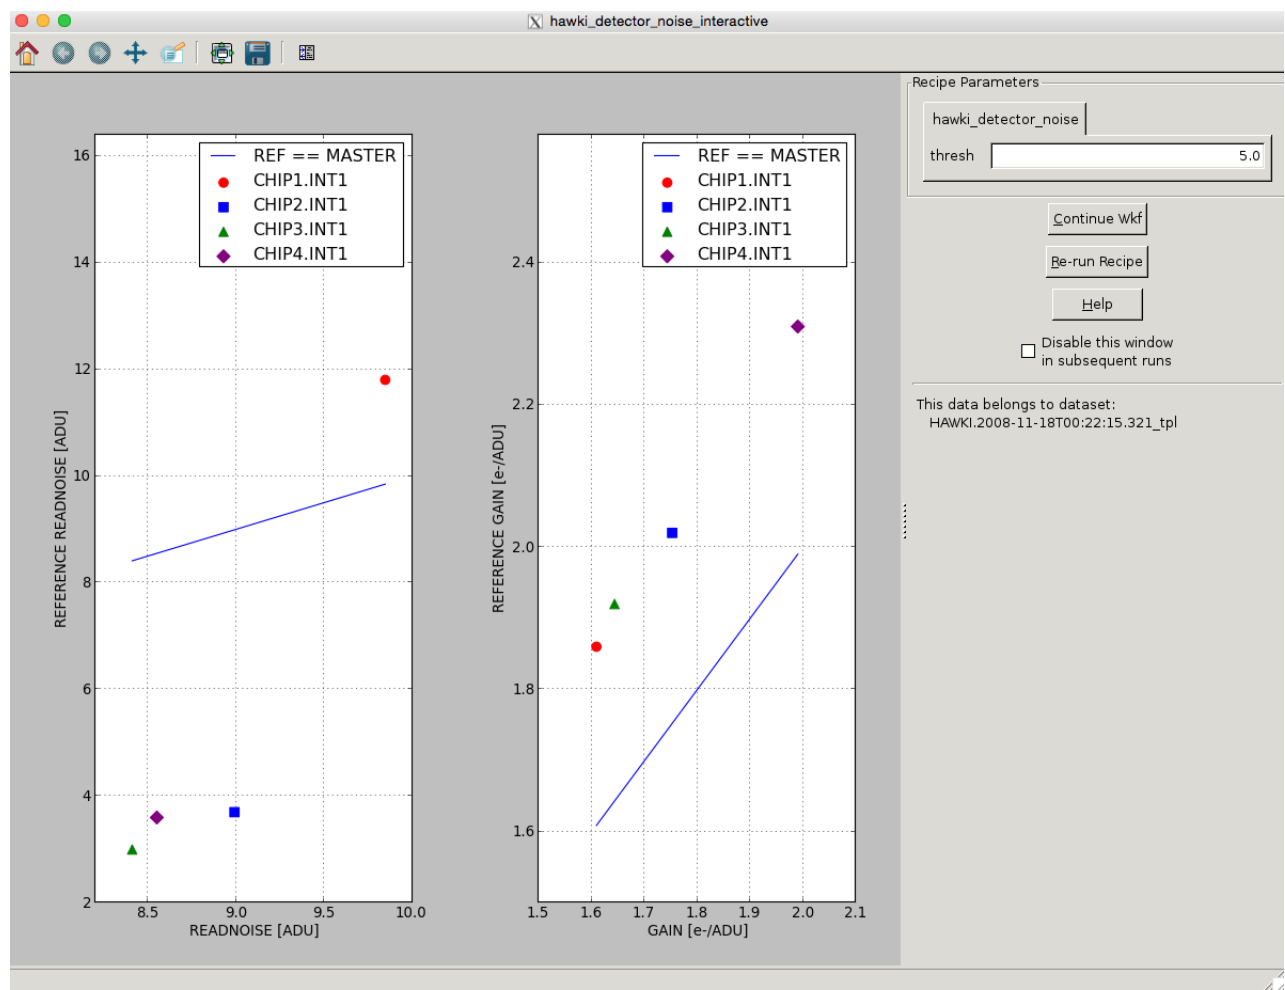 hawki_detector_noise_interactive
REF == MASTER
CHIP1.INT1
CHIP2.INT1
CHIP3.INT1
CHIP4.INT1
16
14
12
10
8
6
4
2
8.5 9.0 9.5 10.0
REFERENCE READNOISE [ADU]
READNOISE [ADU]
REF == MASTER
CHIP1.INT1
CHIP2.INT1
CHIP3.INT1
CHIP4.INT1
2.4
2.2
2.0
1.8
1.6
1.5 1.6 1.7 1.8 1.9 2.0 2.1
REFERENCE GAIN [e-/ADU]
GAIN [e-/ADU]
Recipe Parameters
hawki_detector_noise
thresh 5.0
Continue Wkf
Re-run Recipe
Help
Disable this window
in subsequent runs
This data belongs to dataset:
HAWKI.2008-11-18T00:22:15.321_tpl